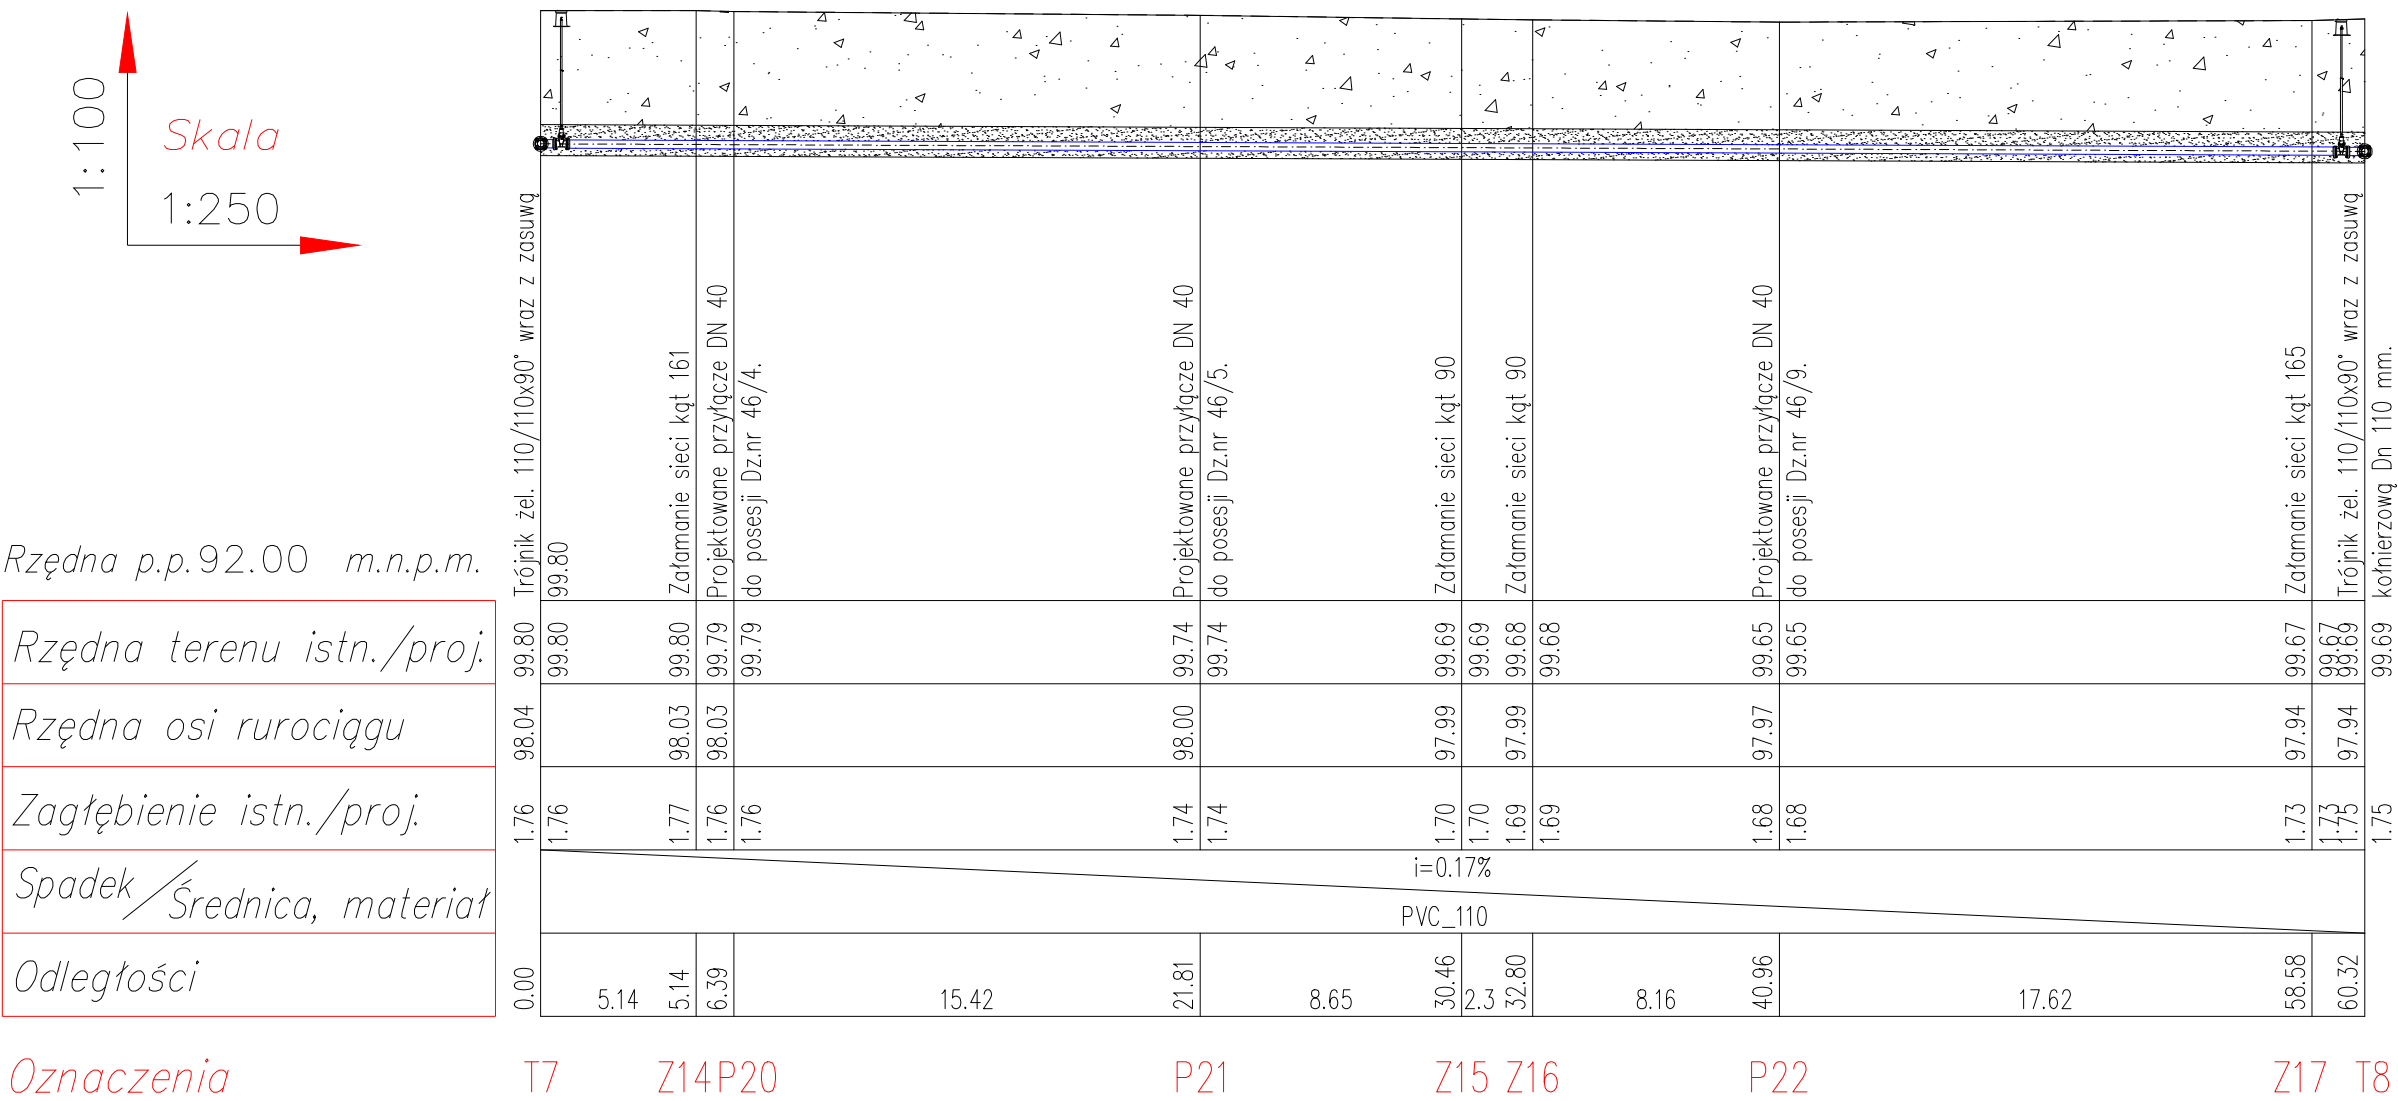 1:100
Skala
1:250
Rzędna p.p.92.00 m.n.p.m.
Trójnik żel. 110/110x90° wraz z zasuwą
99.80
Załamanie sieci kąt 161
Projektowane przyłącze DN 40
do posesji Dz.nr 46/4.
Projektowane przyłącze DN 40
do posesji Dz.nr 46/5.
Załamanie sieci kąt 90
Załamanie sieci kąt 90
Projektowane przyłącze DN 40
do posesji Dz.nr 46/9.
Załamanie sieci kąt 165
Trójnik żel. 110/110x90° wraz z zasuwą
kołnierzową Dn 110 mm.
Rzędna terenu istn./proj.
99.80 99.80 99.80 99.79 99.79 99.74 99.74 99.69 99.69 99.68 99.68 99.65 99.65 99.67 99.67 99.69 99.69
Rzędna osi rurociągu
98.04 98.03 98.03 98.00 97.99 97.99 97.97 97.94 97.94
Zagłębienie istn./proj.
1.76 1.76 1.77 1.76 1.76 1.74 1.74 1.70 1.70 1.69 1.69 1.68 1.68 1.73 1.73 1.75 1.75
Spadek/Średnica, materiał
i=0.17%
PVC_110
Odległości
0.00 5.14 5.14 6.39 15.42 21.81 8.65 30.46 2.3 32.80 8.16 40.96 17.62 58.58 60.32
Oznaczenia
T7 Z14 P20 P21 Z15 Z16 P22 Z17 T8